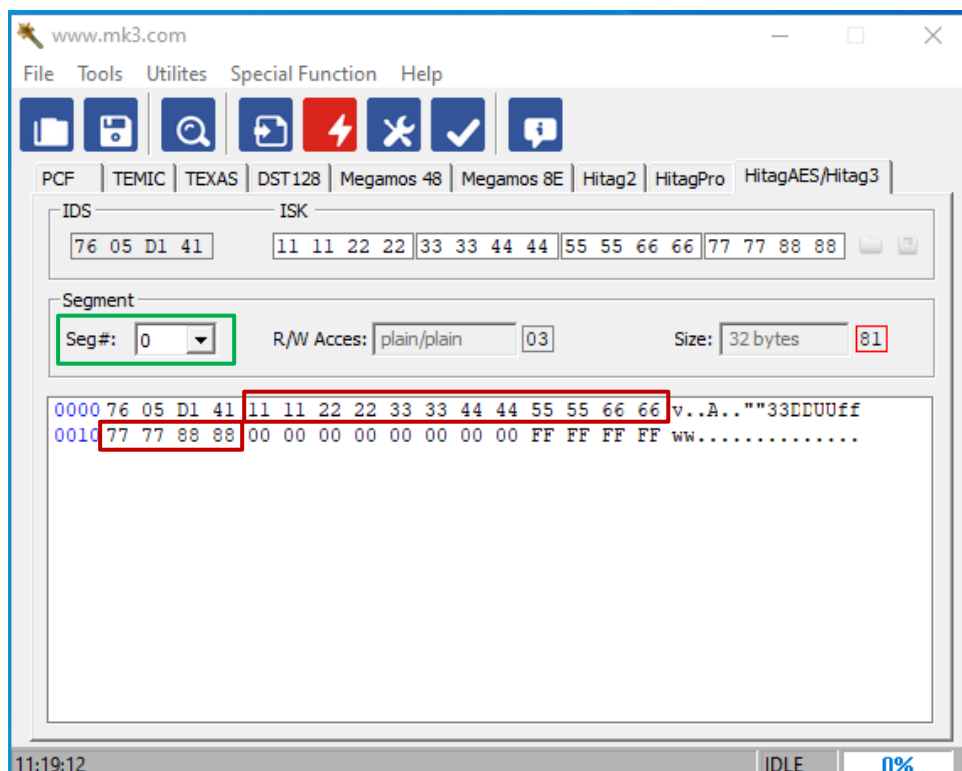 www.mk3.com
File Tools Utilites Special Function Help
PCF TEMIC TEXAS DST128 Megamos 48 Megamos 8E Hitag2 HitagPro HitagAES/Hitag3
IDS ISK
76 05 D1 41 11 11 22 22 33 33 44 44 55 55 66 66 77 77 88 88
Segment
Seg#: 0 R/W Acces: plain/plain 03 Size: 32 bytes 81
0000 76 05 D1 41 11 11 22 22 33 33 44 44 55 55 66 66 v..A..""33DDUUff
0010 77 77 88 88 00 00 00 00 00 00 00 00 FF FF FF FF ww..............
11:19:12 IDLE 0%